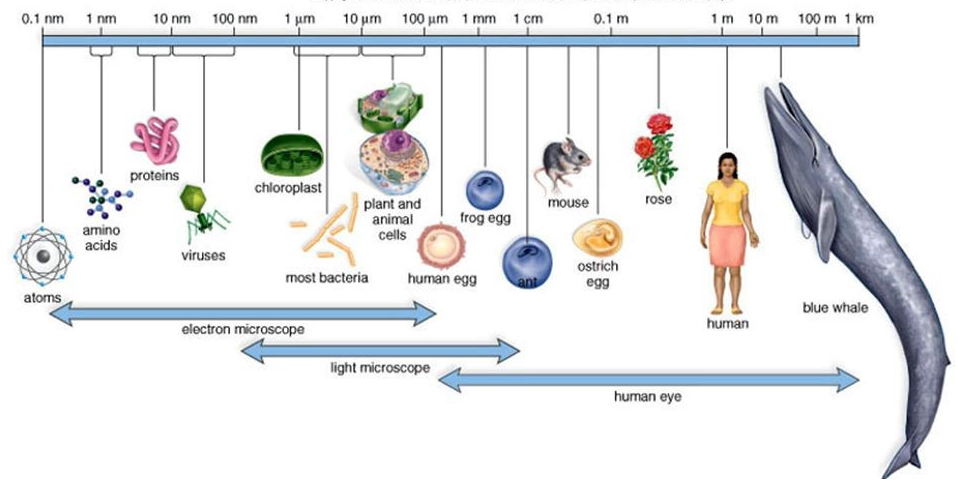 0.1 nm 1 nm 10 nm 100 nm 1 μm 10 μm 100 μm 1 mm 1 cm 0.1 m 1 m 10 m 100 m 1 km
proteins
chloroplast
plant and
animal
cells
mouse
rose
frog egg
amino
acids
viruses
most bacteria
human egg
ant
ostrich
egg
atoms
human
blue whale
electron microscope
light microscope
human eye